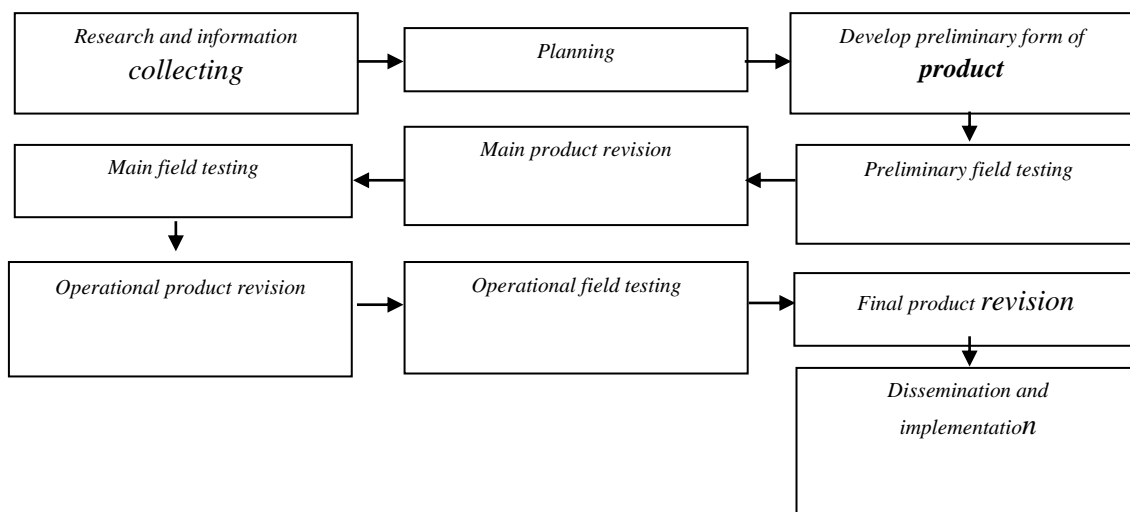 Research and information
collecting
Planning
Develop preliminary form of
product
Preliminary field testing
Main product revision
Main field testing
Operational product revision
Operational field testing
Final product revision
Dissemination and
implementation